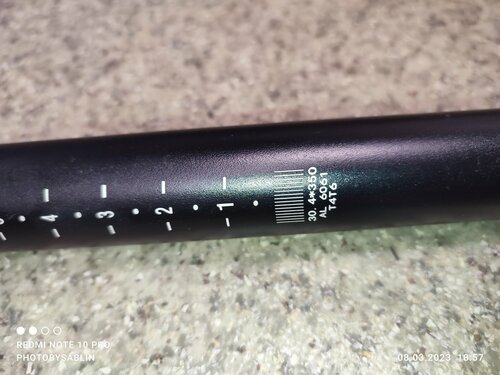 4
3
2
1
30.4*350
AL 6061
T4T6
REDMI NOTE 10 PRO
PHOTOBYSABLIN
08.03.2023 18:57